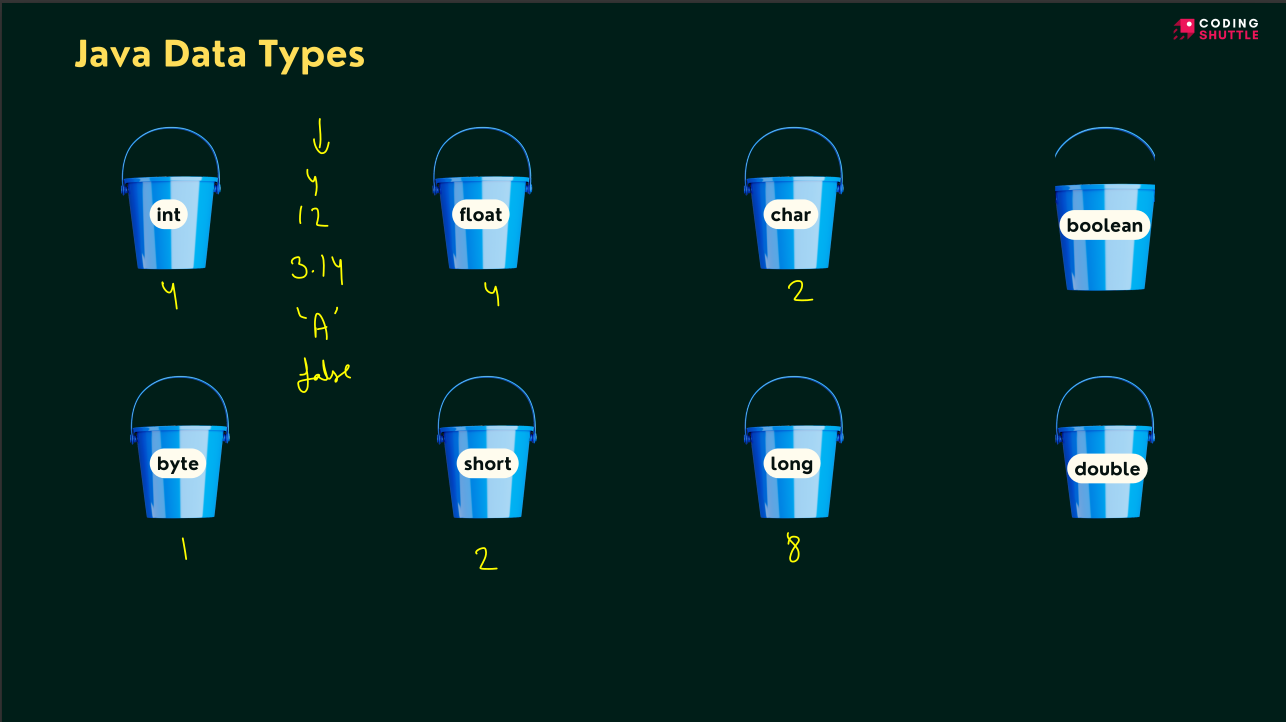 CODING
SHUTTLE
Java Data Types
int
4
4
12
3.14
'A'
false
float
4
char
2
boolean
byte
1
short
2
long
8
double